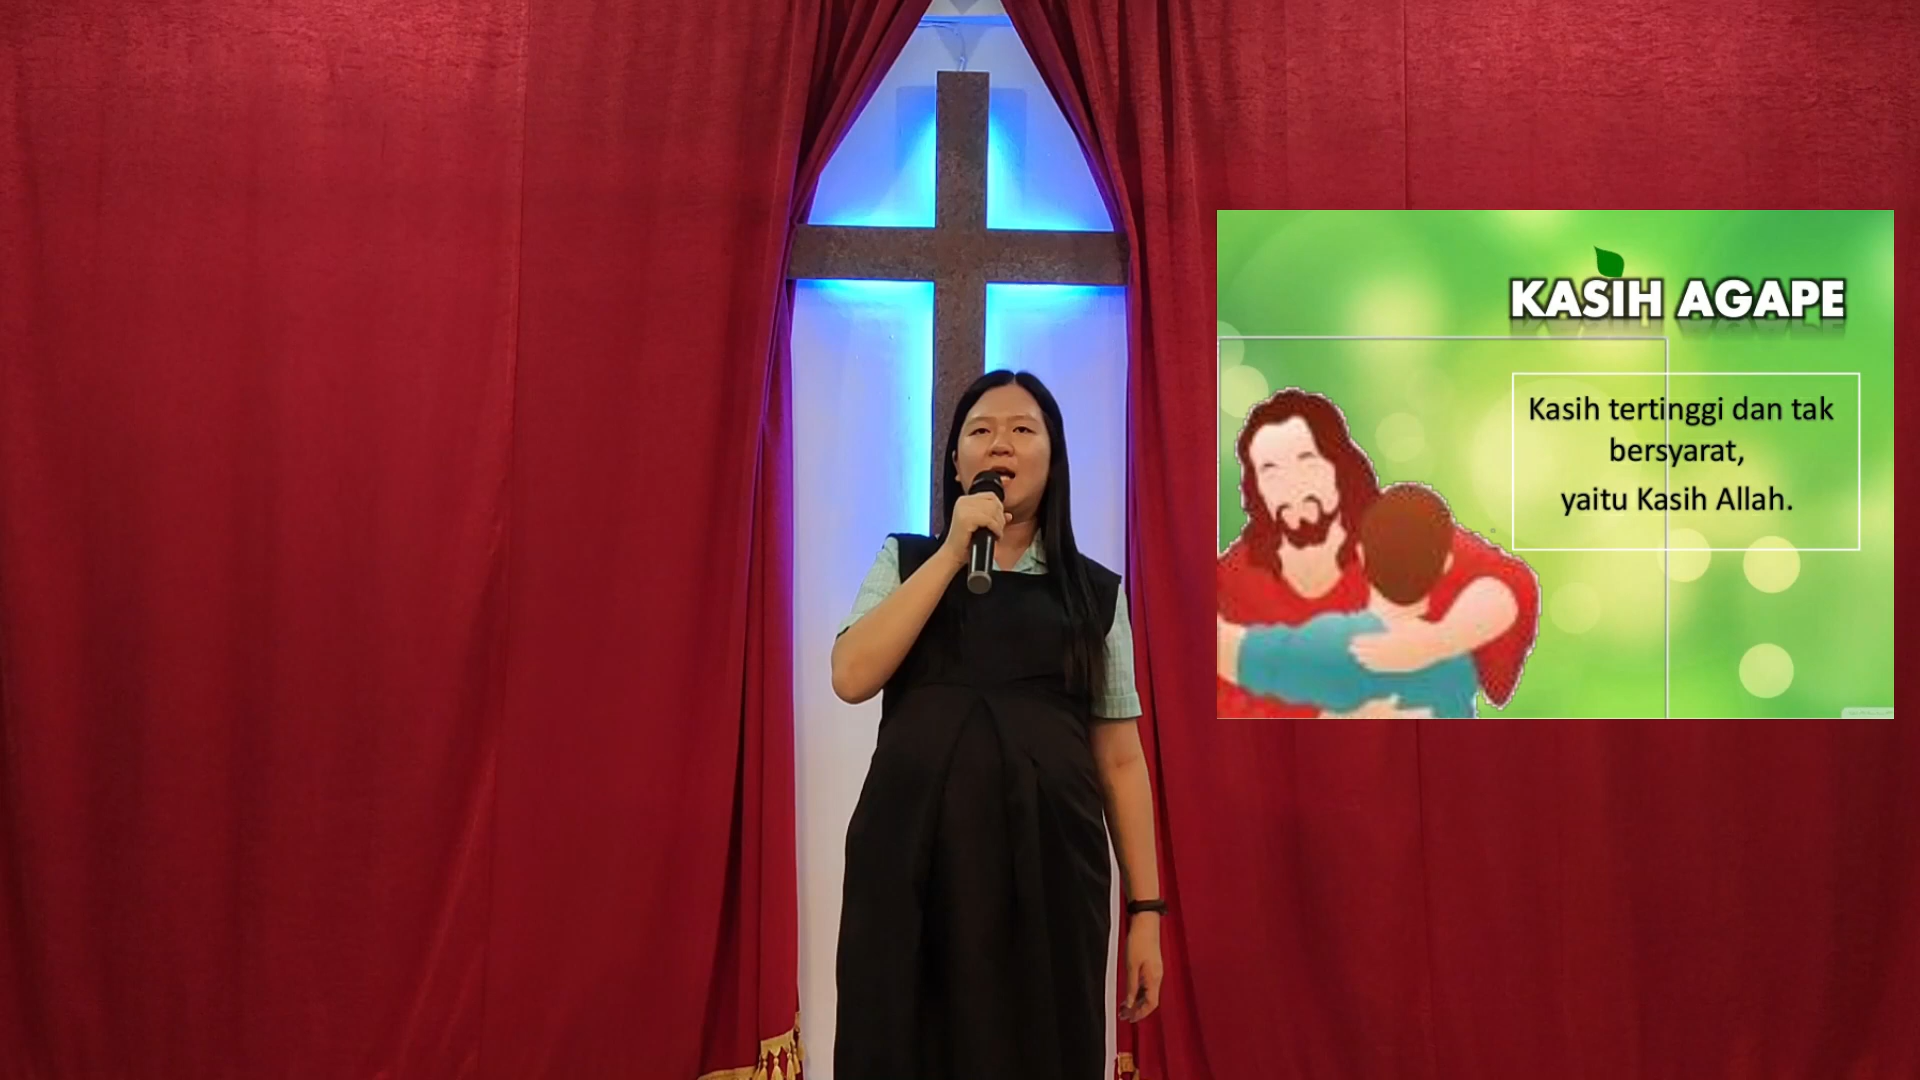 KASIH AGAPE
Kasih tertinggi dan tak
bersyarat,
yaitu Kasih Allah.